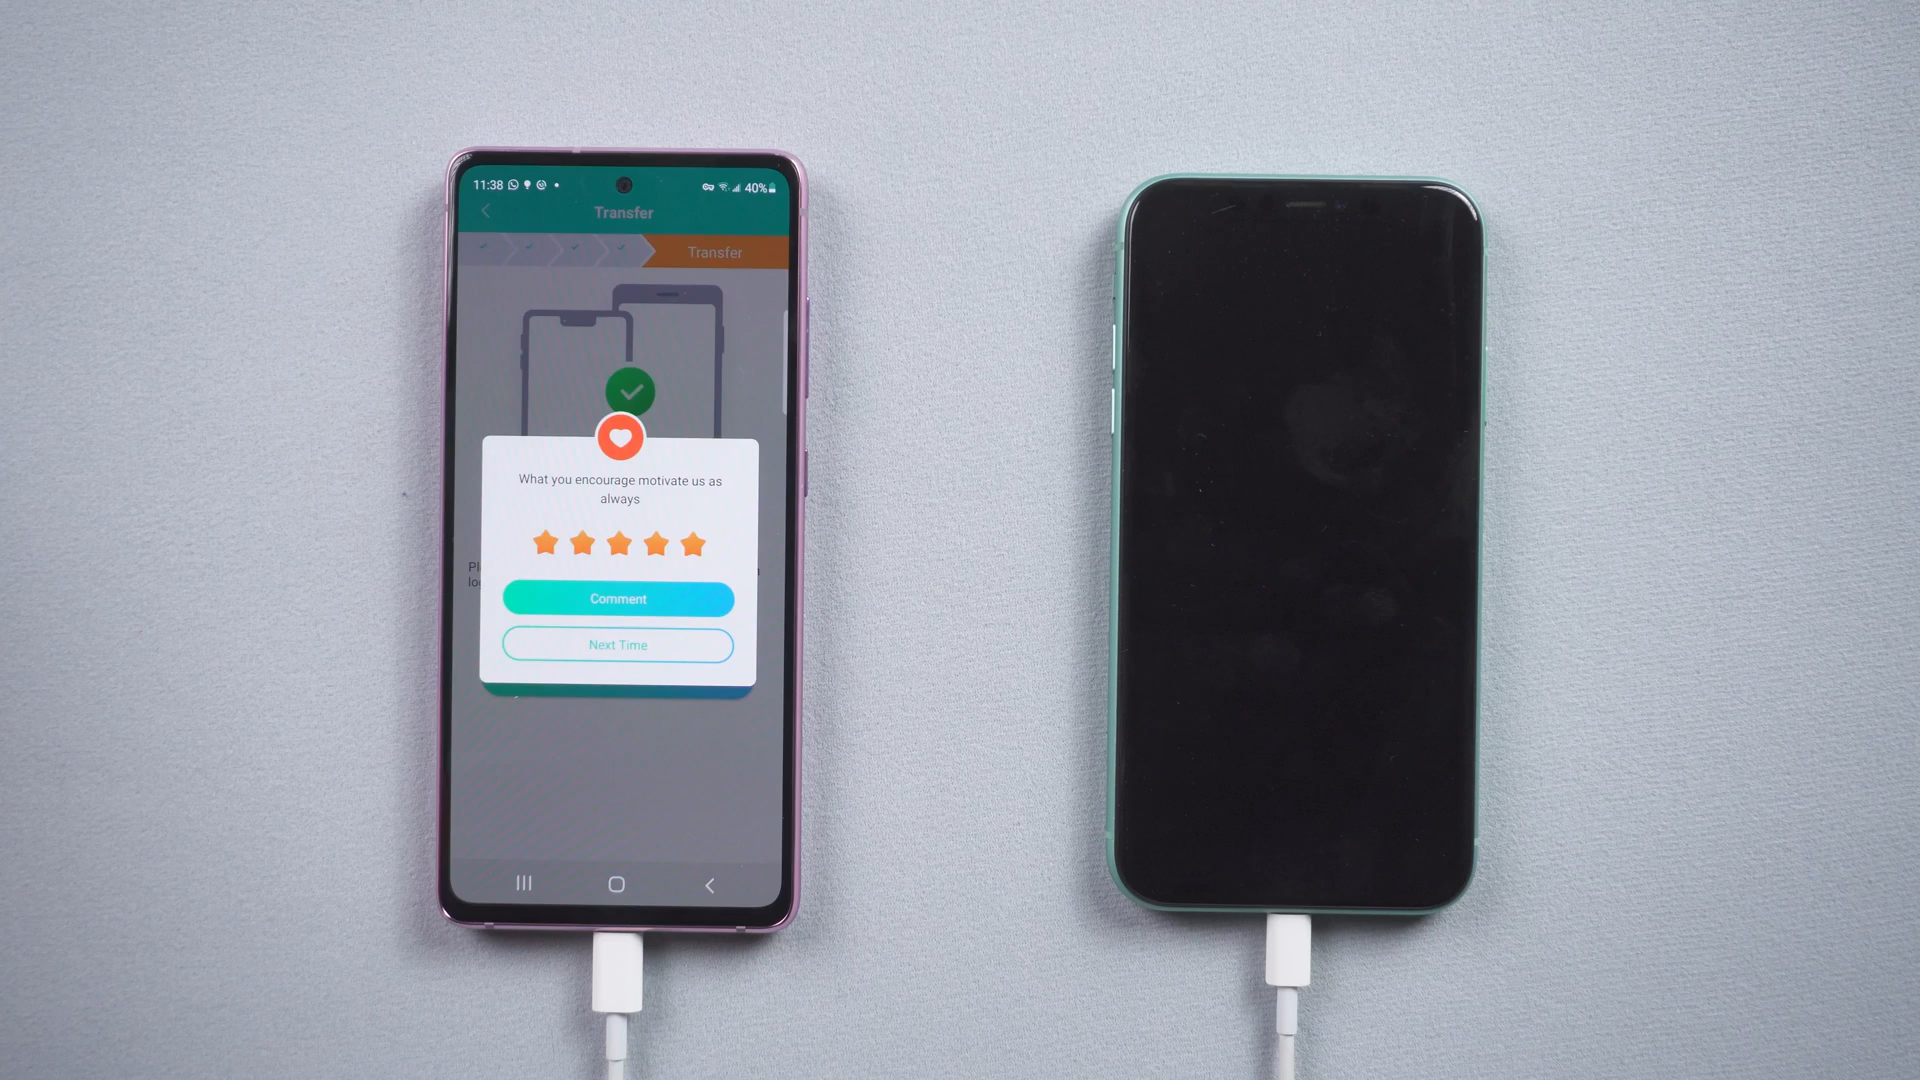 11:38
40%
Transfer
Transfer
What you encourage motivate us as
always
Comment
Next Time